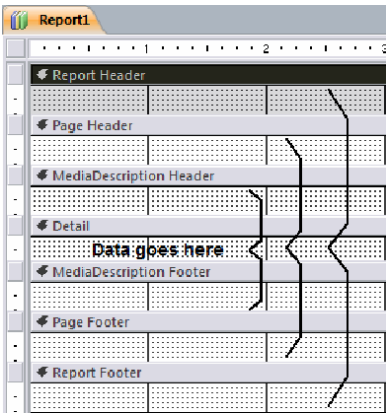 Report1
1 2 3
Report Header
Page Header
MediaDescription Header
Detail
Data goes here
MediaDescription Footer
Page Footer
Report Footer